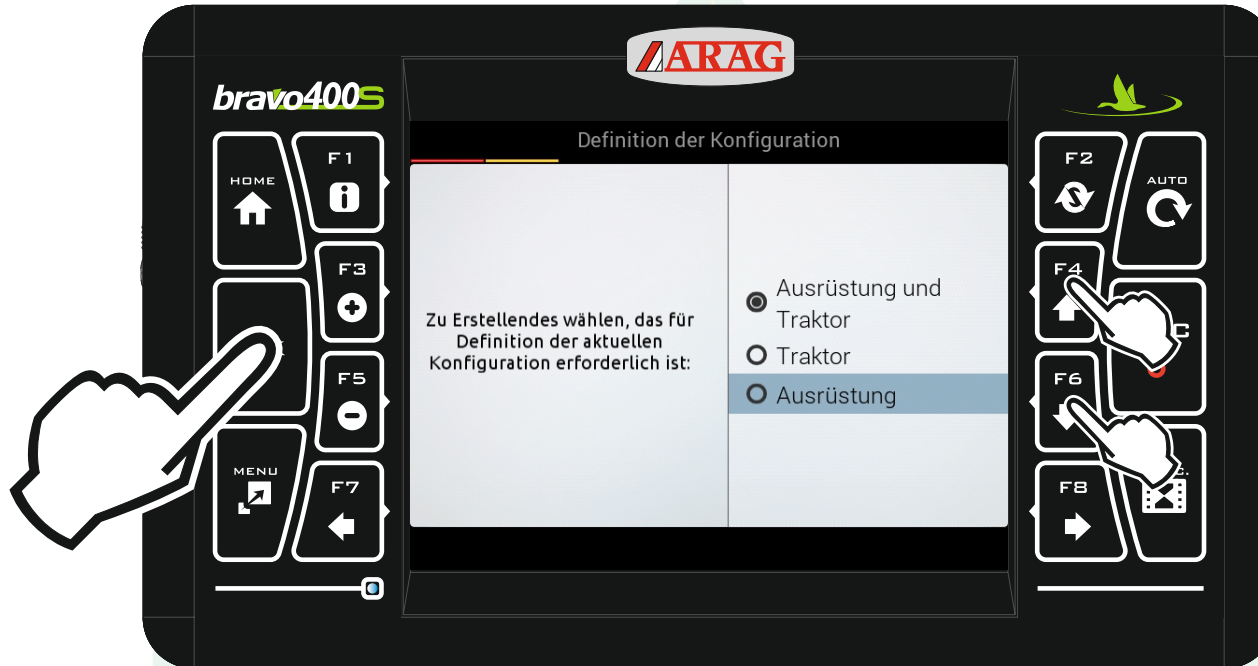 ARAG
bravo400S
Definition der Konfiguration
HOME
F1
F2
AUTO
F3
F4
C
Zu Erstellendes wählen, das für
Definition der aktuellen
Konfiguration erforderlich ist:
Ausrüstung und
Traktor
Traktor
Ausrüstung
F5
F6
MENU
F7
F8
C.